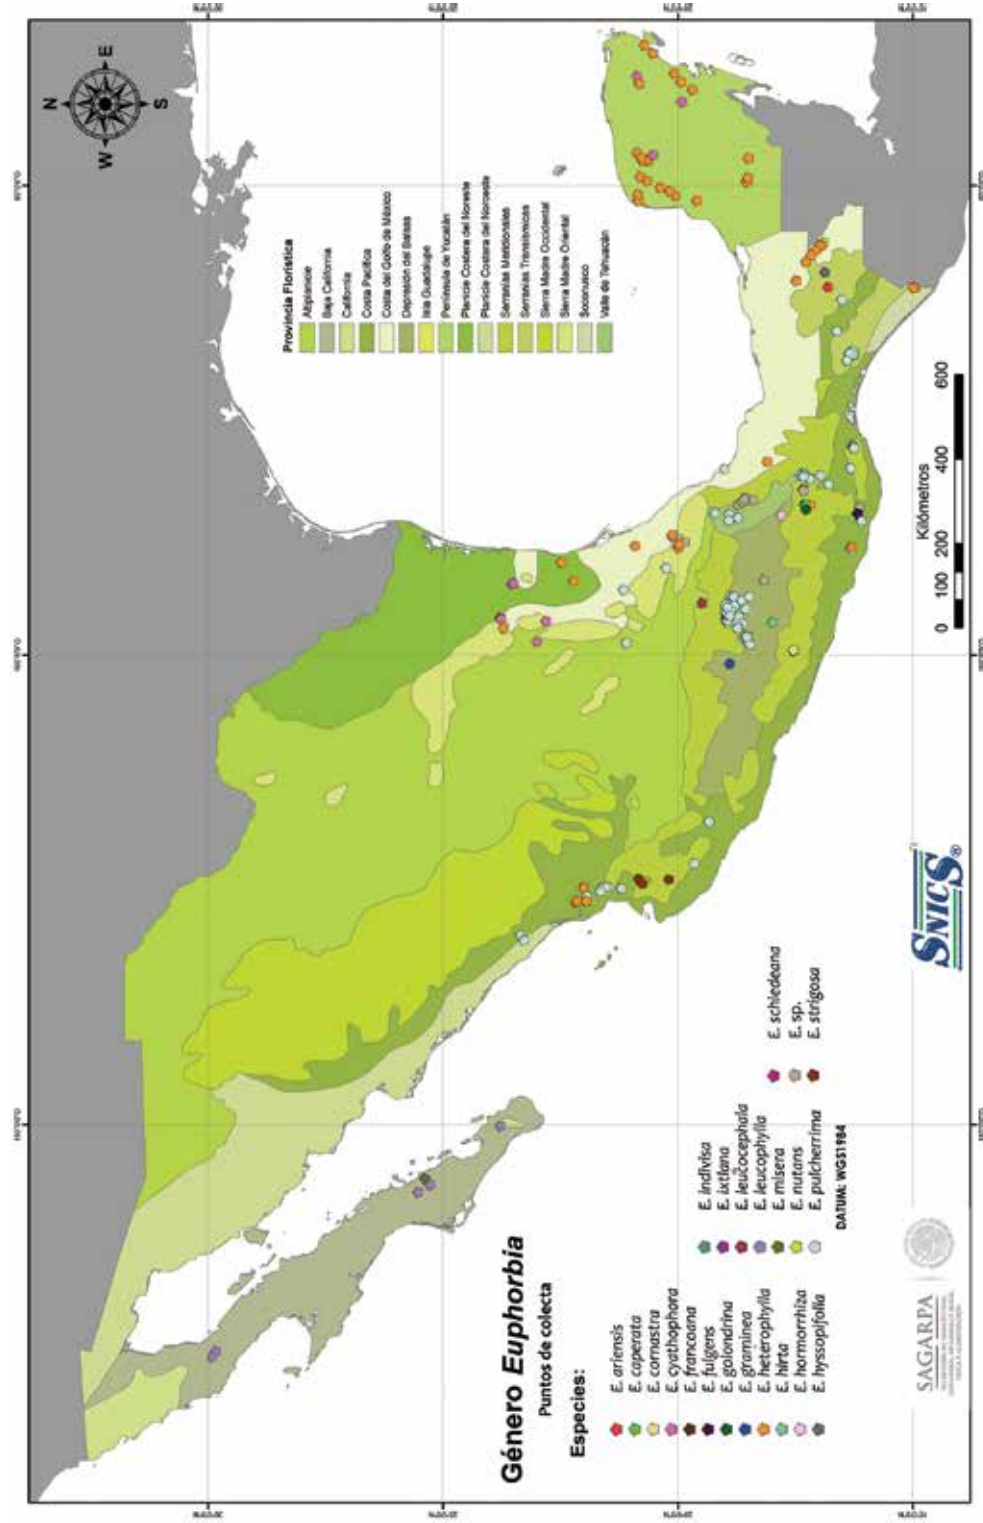 N
W E
S
Provincia Florística
Altiplanicie
Baja California
California
Costa Pacífica
Costa del Golfo de México
Depresión del Balsas
Isla Guadalupe
Península de Yucatán
Planicie Costera del Noreste
Planicie Costera del Noroeste
Serranías Meridionales
Serranías Transístmicas
Sierra Madre Occidental
Sierra Madre Oriental
Soconusco
Valle de Tehuacán
Género Euphorbia
Puntos de colecta
Especies:
E. ariensis
E. caperata
E. cornastra
E. cyathophora
E. francoana
E. fulgens
E. golondrina
E. graminea
E. heterophylla
E. hirta
E. hormorrhiza
E. hyssopifolia
E. indivisa
E. ixtlana
E. leucocephala
E. leucophylla
E. misera
E. nutans
E. pulcherrima
E. schiedeana
E. sp.
E. strigosa
DATUM: WGS1984
SAGARPA
SNICS®
0 100 200 400 600
Kilómetros